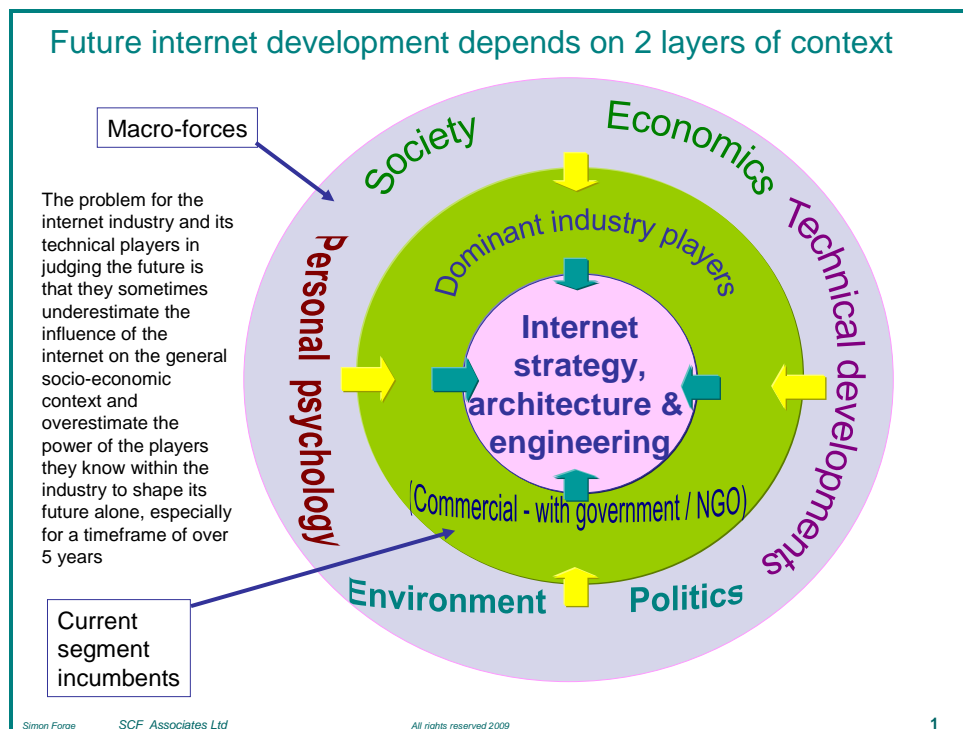 Future internet development depends on 2 layers of context
Macro-forces
The problem for the
internet industry and its
technical players in
judging the future is
that they sometimes
underestimate the
influence of the
internet on the general
socio-economic
context and
overestimate the
power of the players
they know within the
industry to shape its
future alone, especially
for a timeframe of over
5 years
Current
segment
incumbents
Society
Economics
Technical developments
Personal psychology
Environment
Politics
Dominant industry players
Internet
strategy,
architecture &
engineering
(Commercial - with government / NGO)
Simon Forge SCF Associates Ltd All rights reserved 2009 1